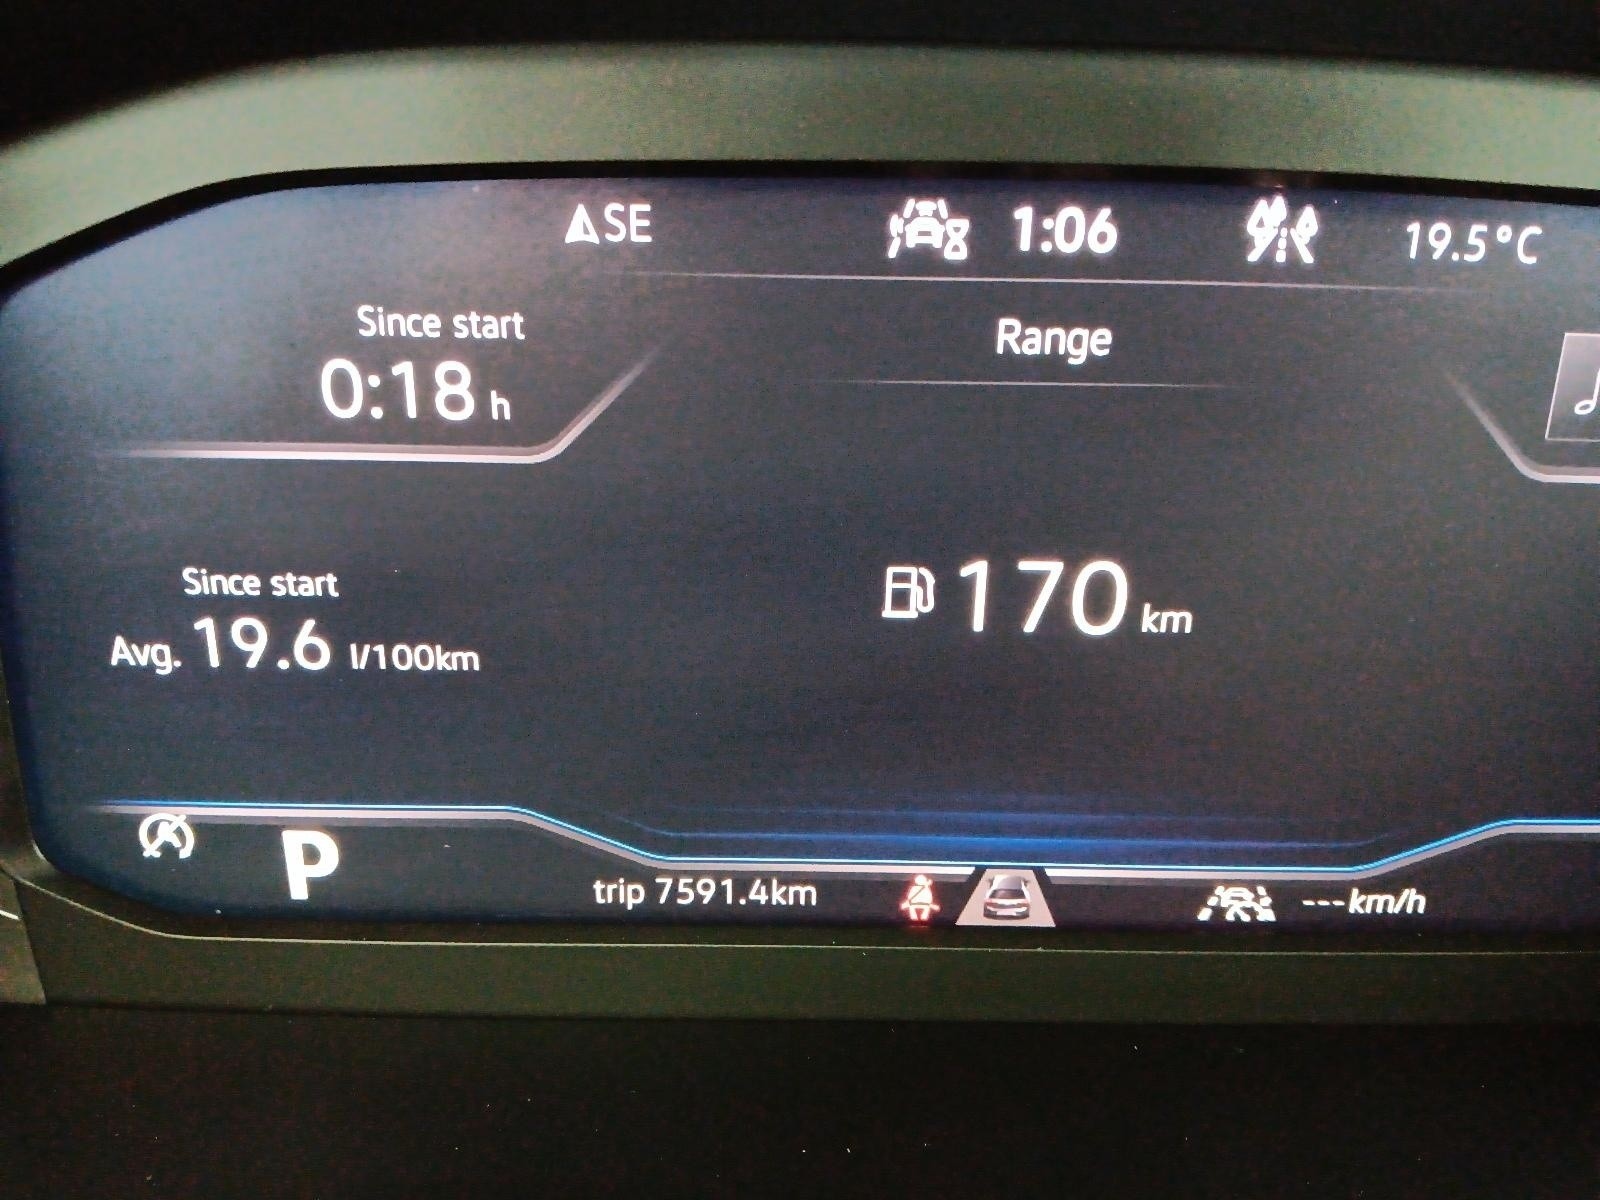 SE
1:06
19.5°C
Since start
0:18 h
Range
170 km
Since start
Avg. 19.6 l/100km
P
trip 7591.4km
---km/h